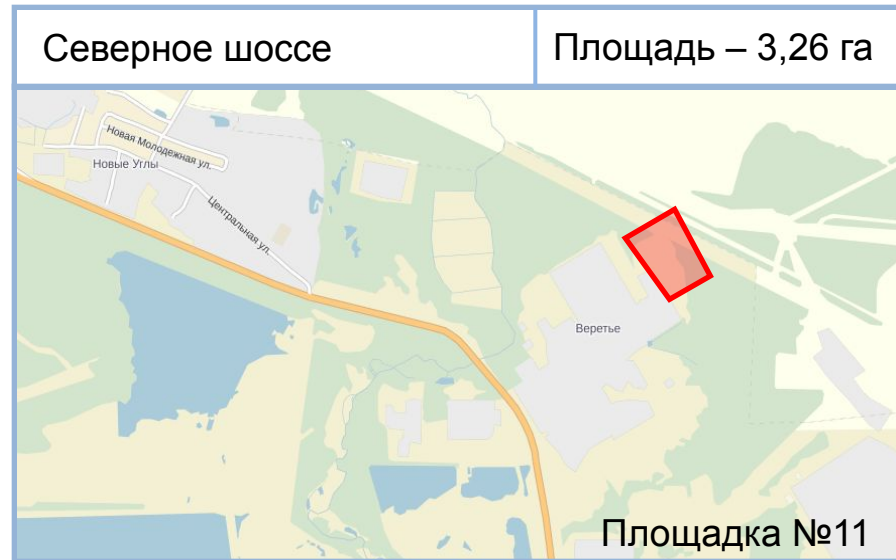 Северное шоссе
Площадь – 3,26 га
Новая Молодежная ул.
Новые Углы
Центральная ул.
Веретье
Площадка №11